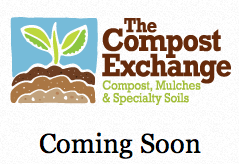 The
Compost
Exchange
Compost, Mulches
& Specialty Soils
Coming Soon